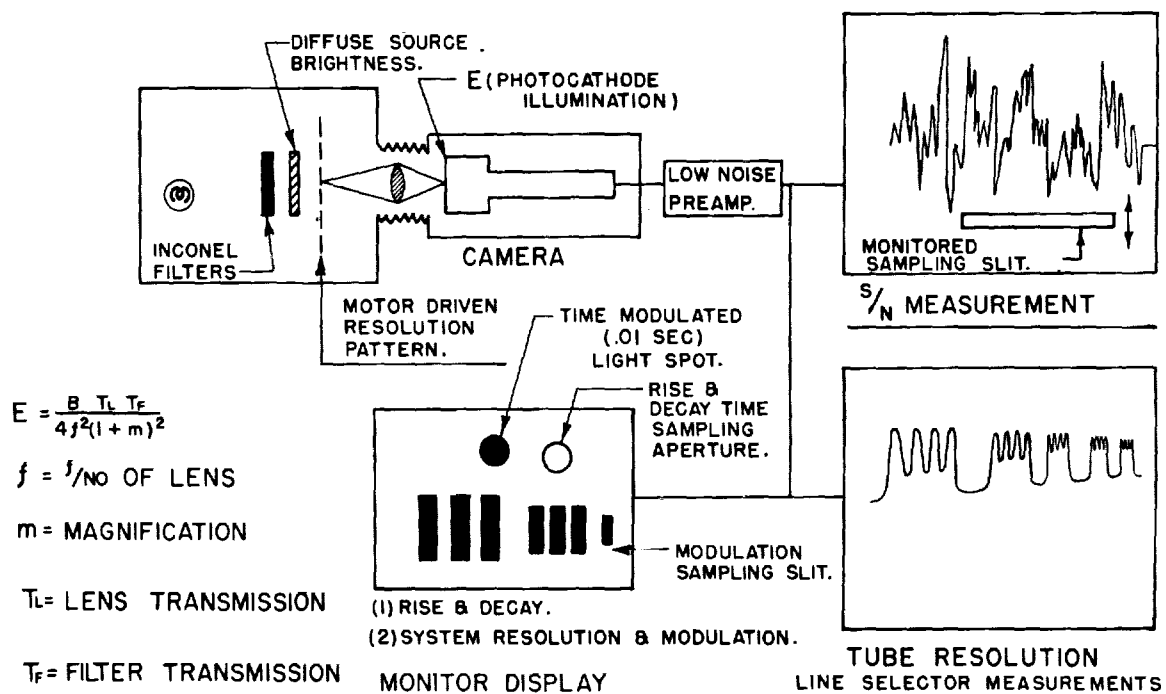 DIFFUSE SOURCE
BRIGHTNESS.
E (PHOTOCATHODE
ILLUMINATION)
INCONEL
FILTERS
CAMERA
LOW NOISE
PREAMP.
MONITORED
SAMPLING SLIT.
S/N MEASUREMENT
MOTOR DRIVEN
RESOLUTION
PATTERN.
TIME MODULATED
(.01 SEC)
LIGHT SPOT.
RISE &
DECAY TIME
SAMPLING
APERTURE.
MODULATION
SAMPLING SLIT.
(1) RISE & DECAY.
(2) SYSTEM RESOLUTION & MODULATION.
MONITOR DISPLAY
TUBE RESOLUTION
LINE SELECTOR MEASUREMENTS
E = B TL TF / 4f²(1 + m)²
f = f/NO OF LENS
m = MAGNIFICATION
TL= LENS TRANSMISSION
TF= FILTER TRANSMISSION